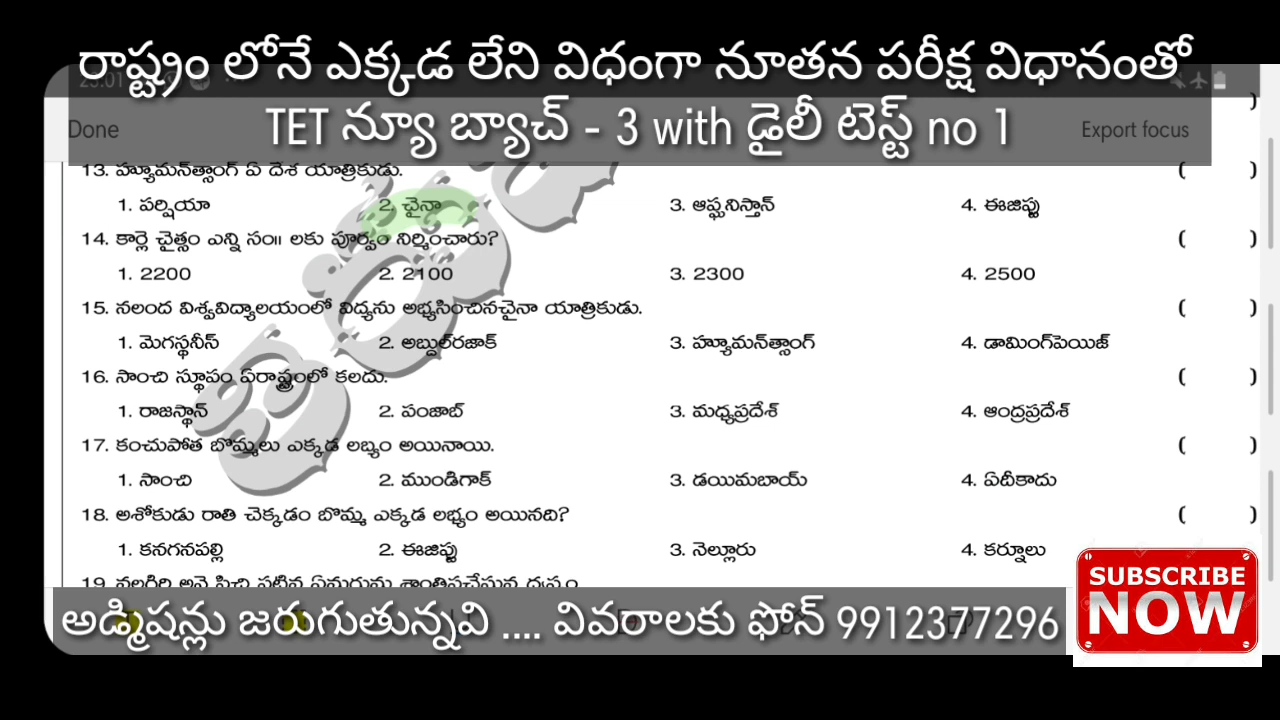 రాష్ట్రం లోనే ఎక్కడ లేని విధంగా నూతన పరీక్ష విధానంతో
TET న్యూ బ్యాచ్ - 3 with డైలీ టెస్ట్ no 1
Done Export focus
13. హ్యూమన్‌త్సాంగ్ ఏ దేశ యాత్రికుడు. ( )
1. పర్షియా 2. చైనా 3. ఆప్ఘనిస్తాన్ 4. ఈజిప్టు
14. కార్లె చైత్యం ఎన్ని సం॥ లకు పూర్వం నిర్మించారు? ( )
1. 2200 2. 2100 3. 2300 4. 2500
15. నలంద విశ్వవిద్యాలయంలో విద్యను అభ్యసించినచైనా యాత్రికుడు. ( )
1. మెగస్థనీస్ 2. అబ్దుల్‌రజాక్ 3. హ్యూమన్‌త్సాంగ్ 4. డామింగ్‌పెయిజ్
16. సాంచి స్థూపం ఏరాష్ట్రంలో కలదు. ( )
1. రాజస్థాన్ 2. పంజాబ్ 3. మధ్యప్రదేశ్ 4. ఆంద్రప్రదేశ్
17. కంచుపోత బొమ్మలు ఎక్కడ లబ్యం అయినాయి. ( )
1. సాంచి 2. ముండిగాక్ 3. డయిమబాయ్ 4. ఏదీకాదు
18. అశోకుడు రాతి చెక్కడం బొమ్మ ఎక్కడ లభ్యం అయినది? ( )
1. కనగనపల్లి 2. ఈజిప్టు 3. నెల్లూరు 4. కర్నూలు
అడ్మిషన్లు జరుగుతున్నవి .... వివరాలకు ఫోన్ 9912377296
SUBSCRIBE
NOW